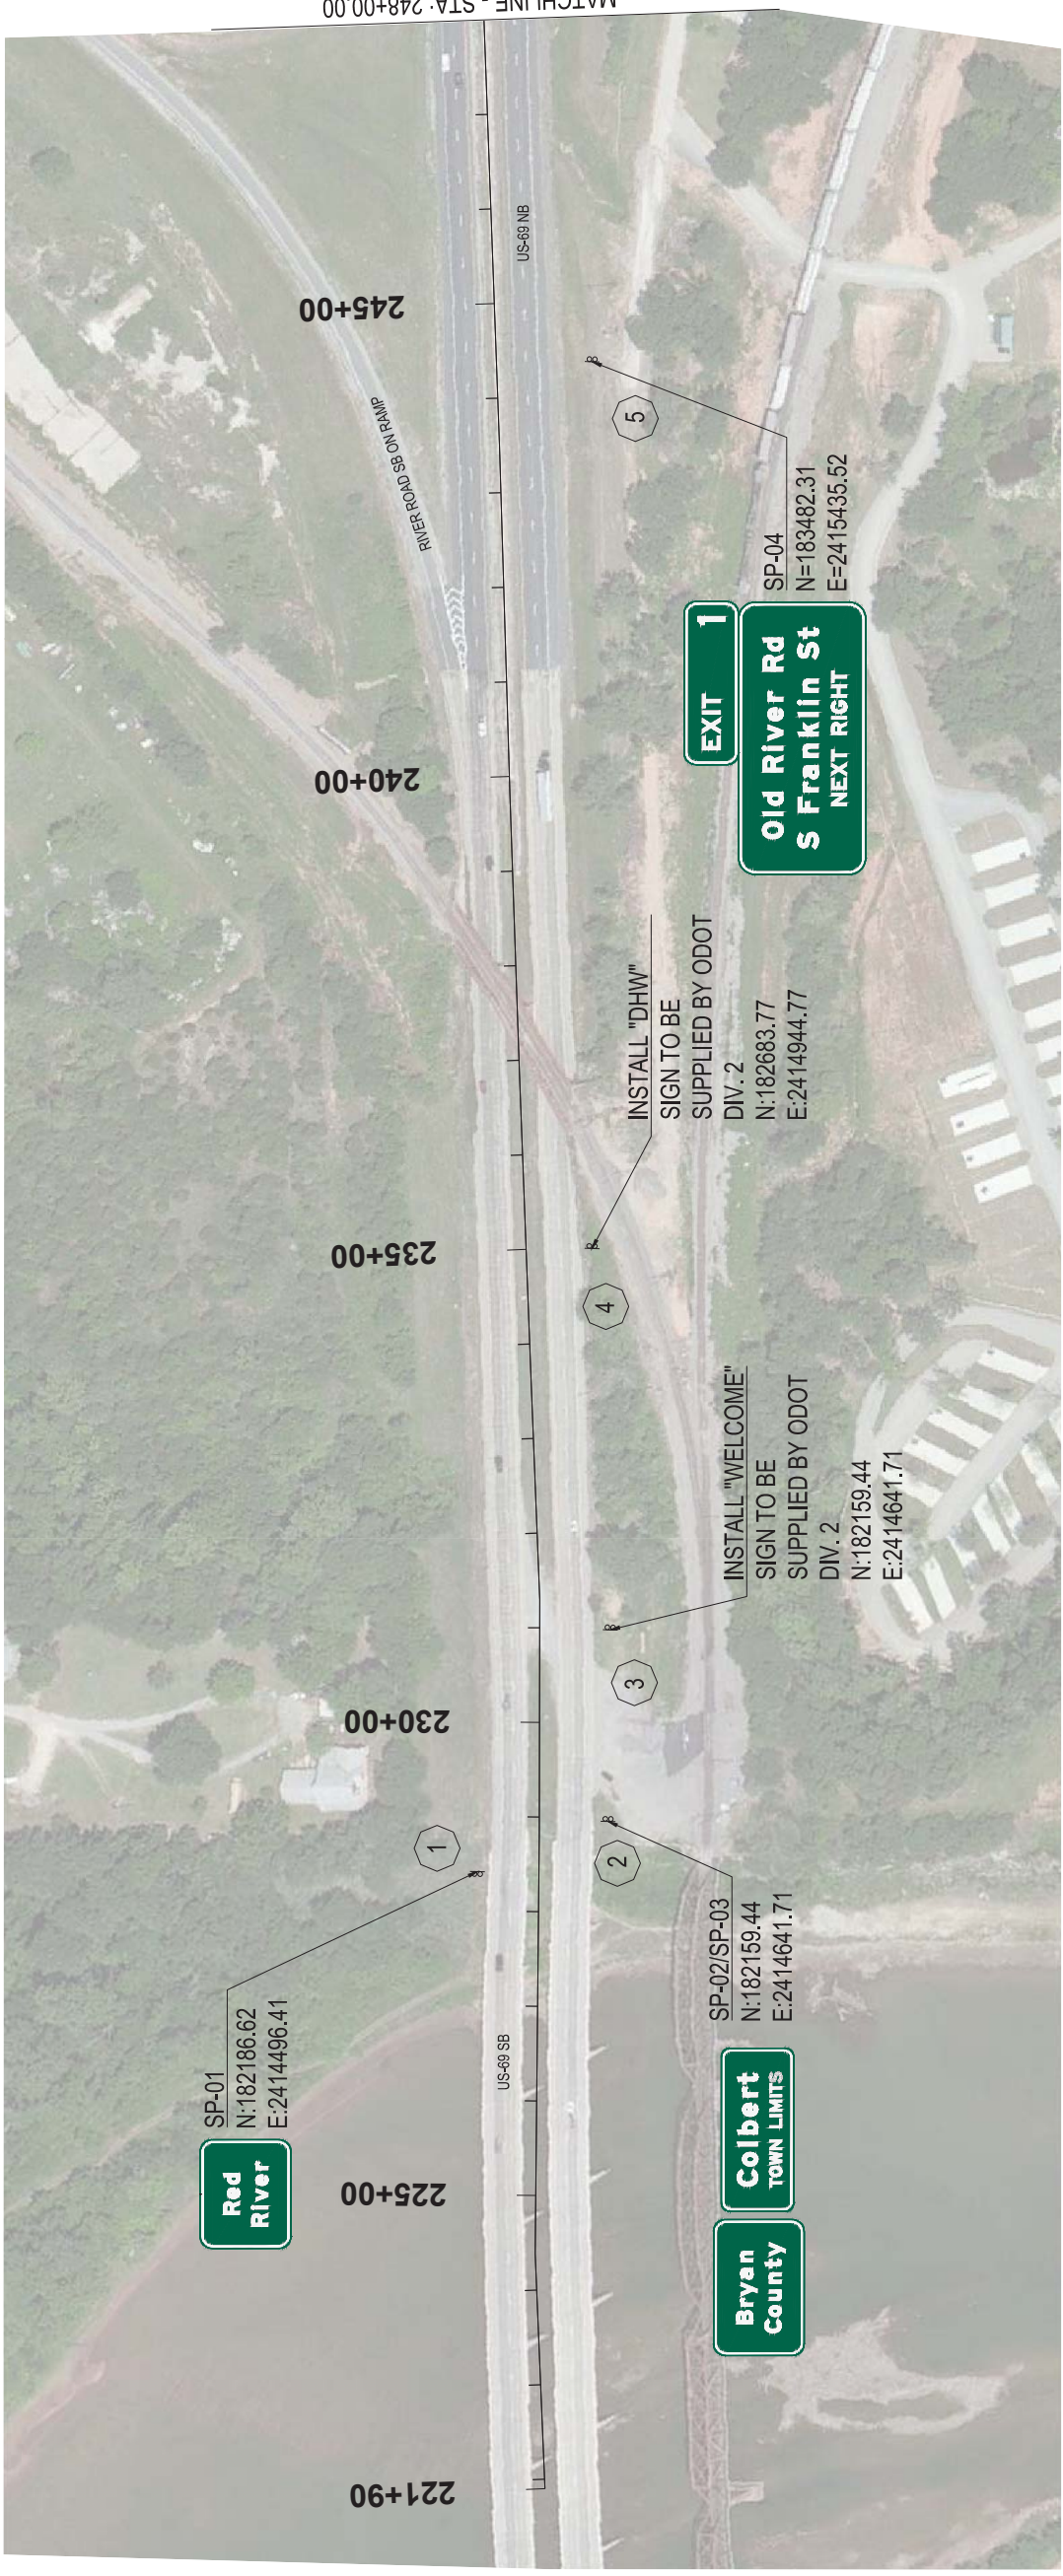 MATCHLINE - STA: 248+00.00
US-69 NB
245+00
RIVER ROAD SB ON RAMP
5
SP-04
N=183482.31
E=2415435.52
EXIT 1
Old River Rd
S Franklin St
NEXT RIGHT
240+00
INSTALL "DHW"
SIGN TO BE
SUPPLIED BY ODOT
DIV. 2
N:182683.77
E:2414944.77
235+00
4
INSTALL "WELCOME"
SIGN TO BE
SUPPLIED BY ODOT
DIV. 2
N:182159.44
E:2414641.71
3
230+00
1
2
SP-01
N:182186.62
E:2414496.41
Red
River
US-69 SB
SP-02/SP-03
N:182159.44
E:2414641.71
Colbert
TOWN LIMITS
Bryan
County
225+00
221+90